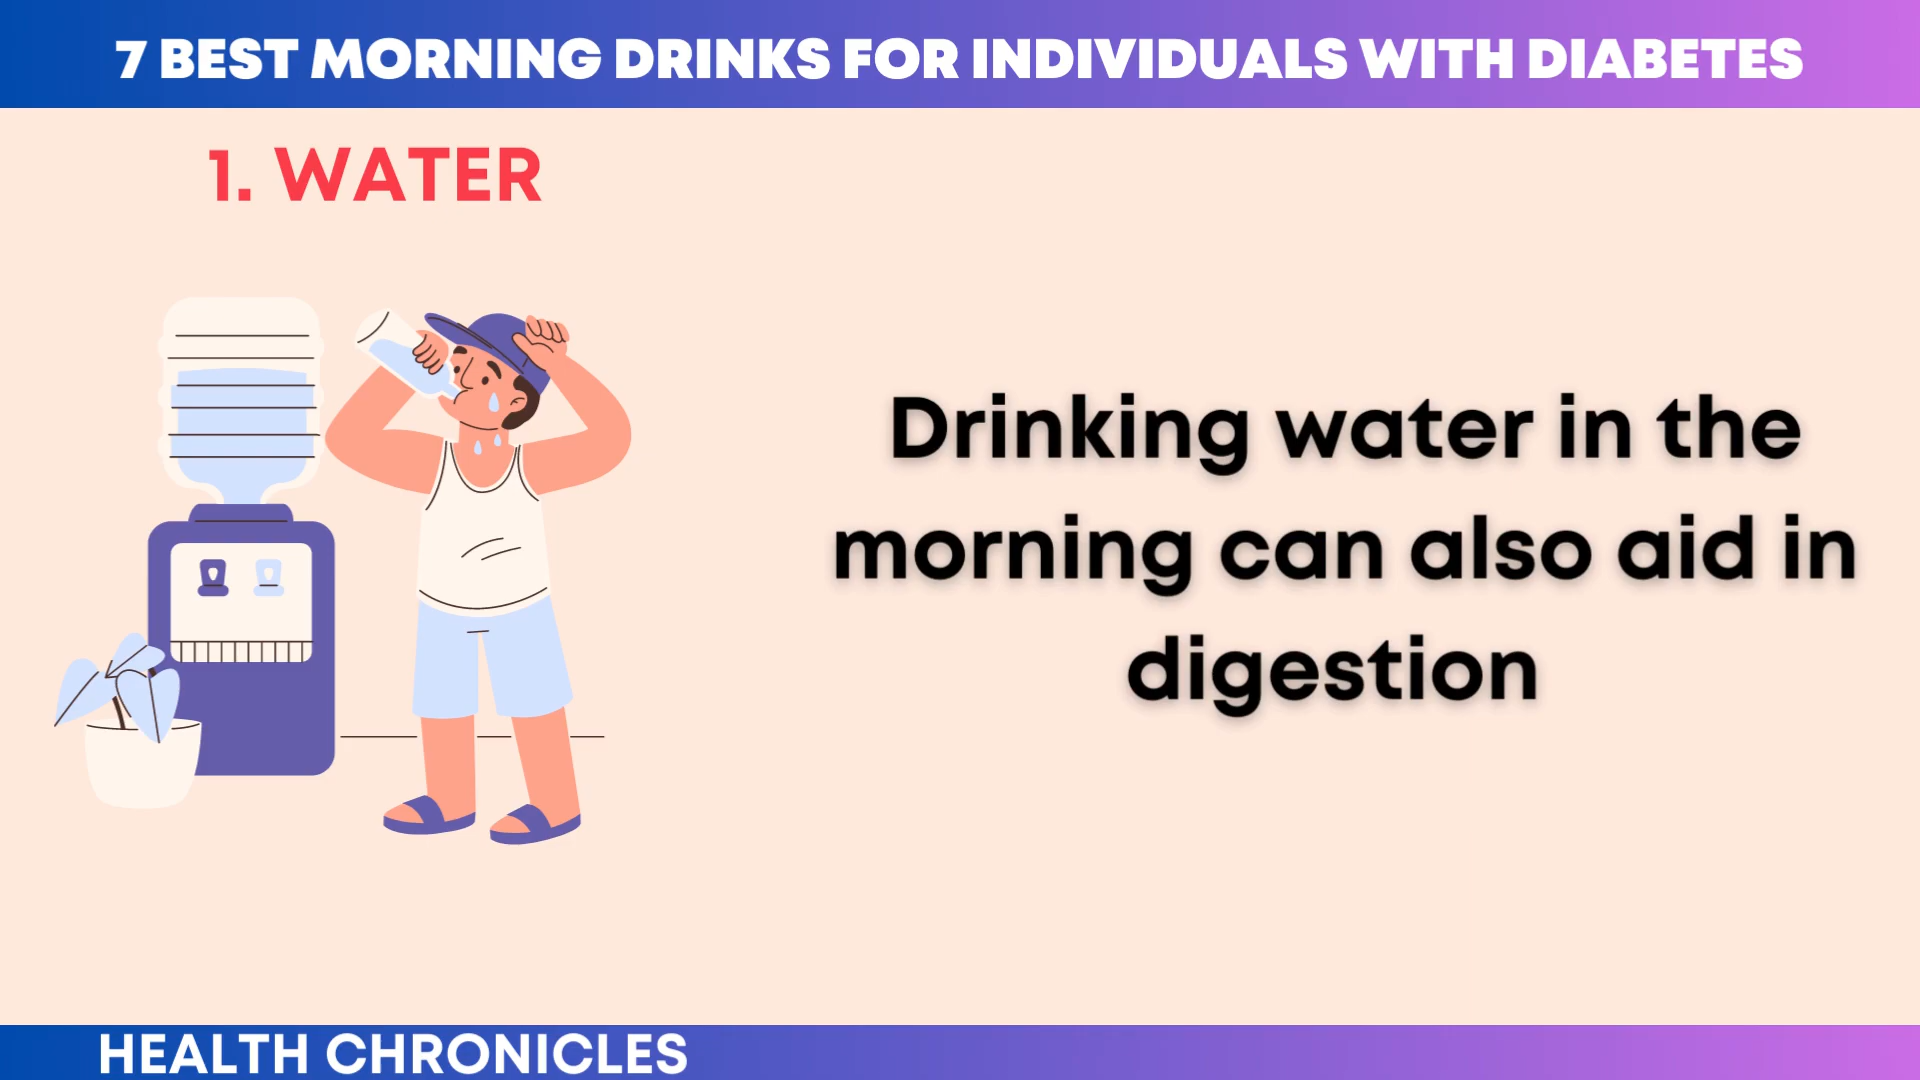 7 BEST MORNING DRINKS FOR INDIVIDUALS WITH DIABETES
1. WATER
Drinking water in the
morning can also aid in
digestion
HEALTH CHRONICLES